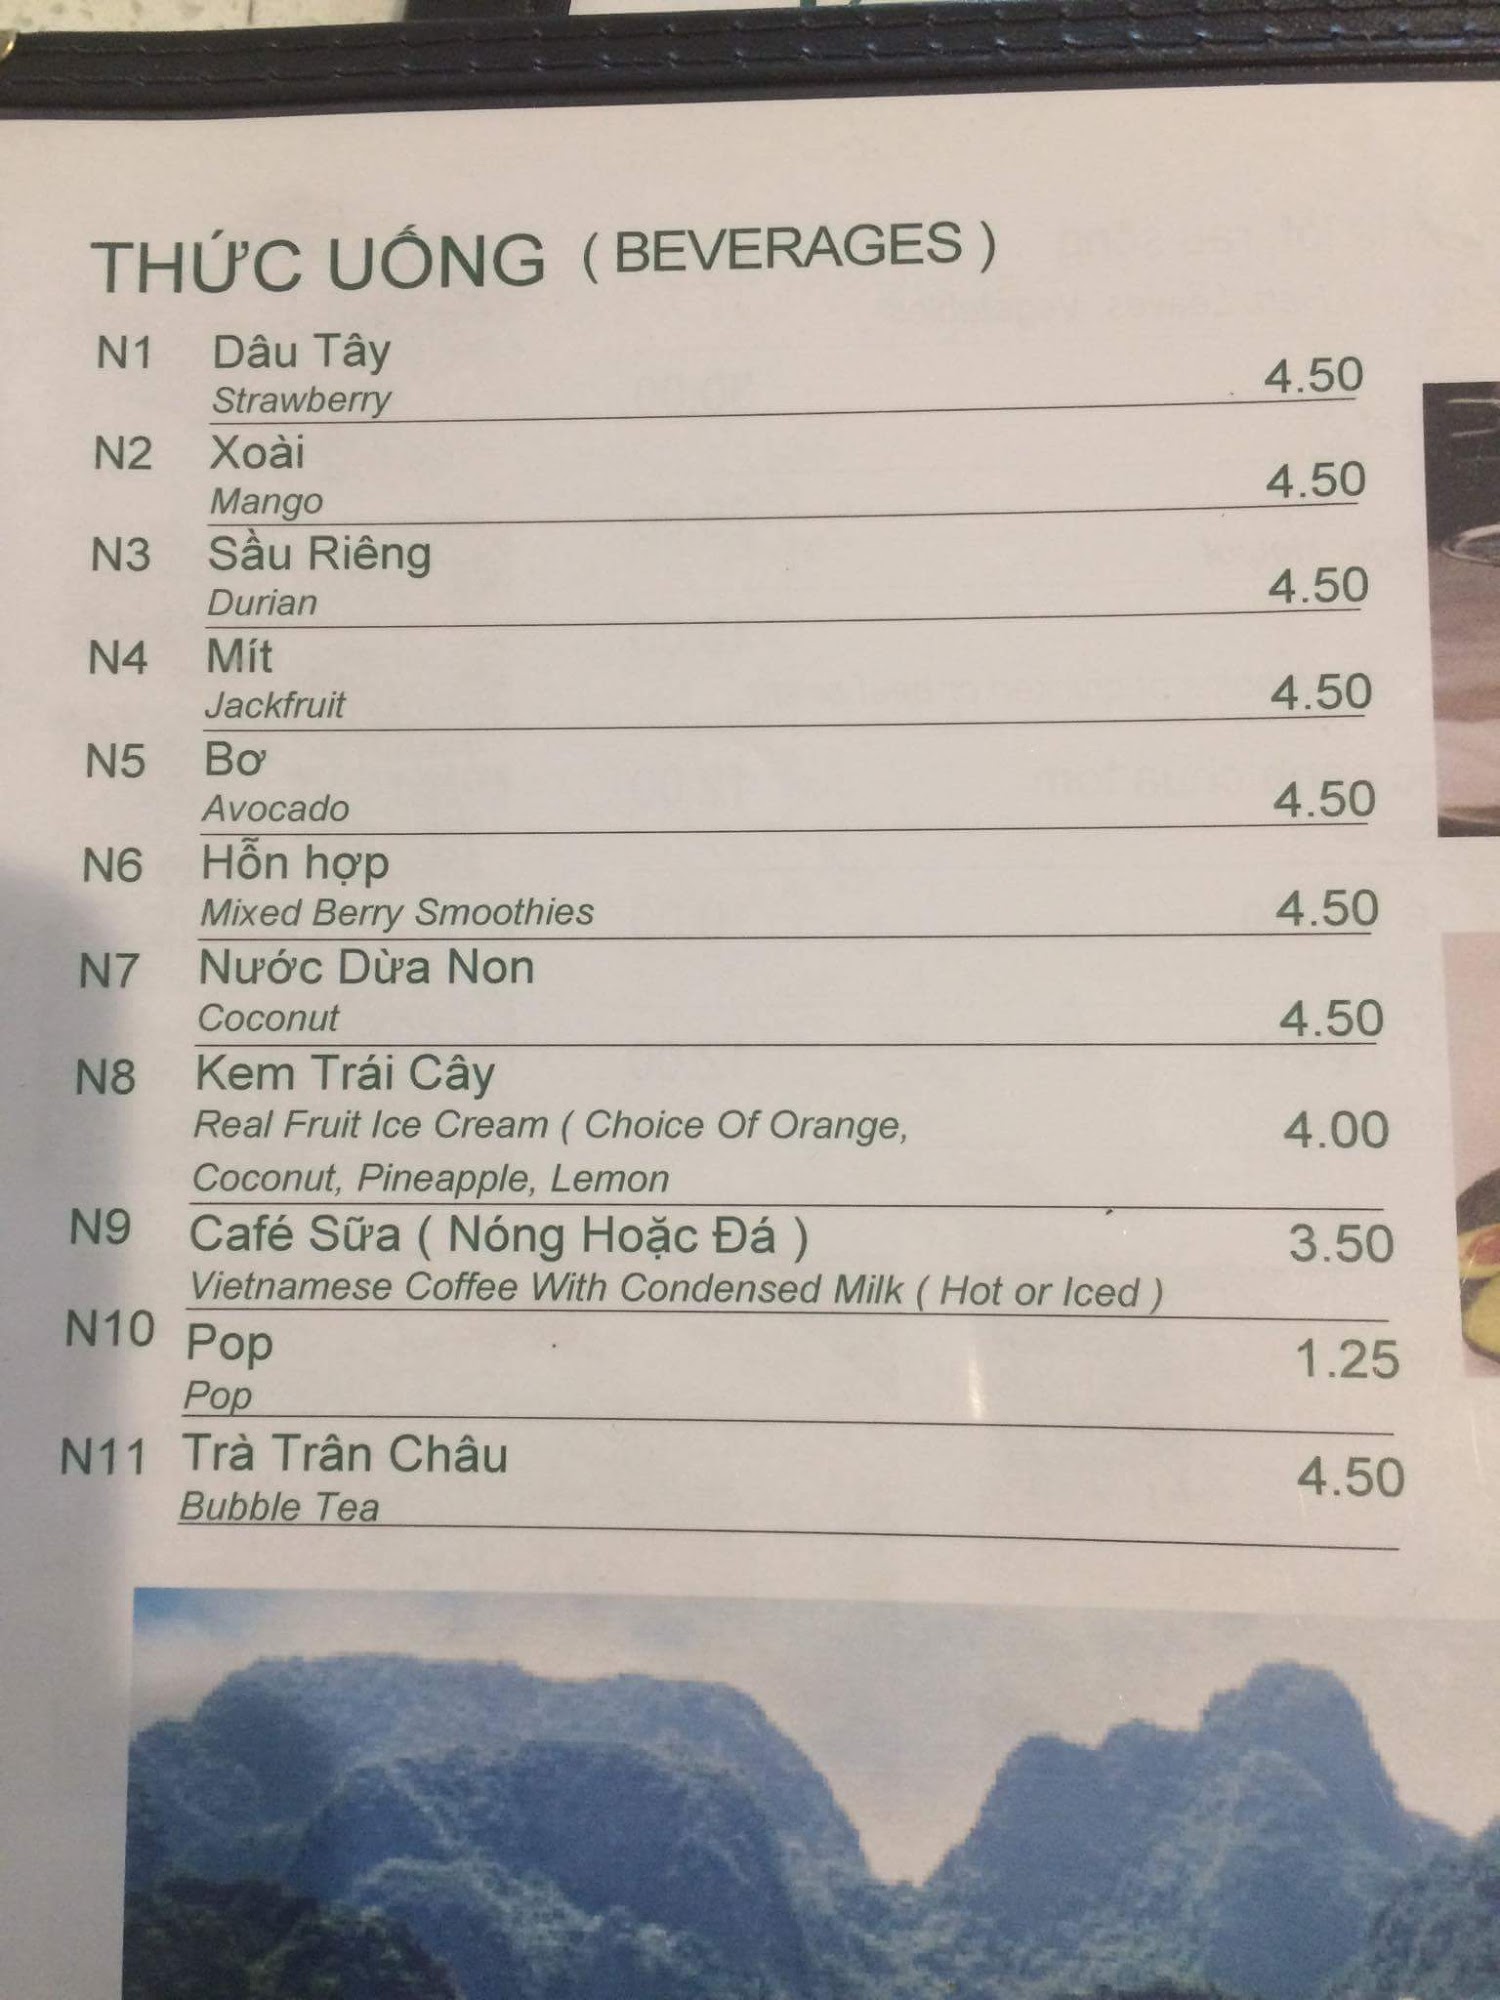 THỨC UỐNG ( BEVERAGES )
N1 Dâu Tây
Strawberry 4.50
N2 Xoài
Mango 4.50
N3 Sầu Riêng
Durian 4.50
N4 Mít
Jackfruit 4.50
N5 Bơ
Avocado 4.50
N6 Hỗn hợp
Mixed Berry Smoothies 4.50
N7 Nước Dừa Non
Coconut 4.50
N8 Kem Trái Cây
Real Fruit Ice Cream ( Choice Of Orange, 4.00
Coconut, Pineapple, Lemon
N9 Café Sữa ( Nóng Hoặc Đá ) 3.50
Vietnamese Coffee With Condensed Milk ( Hot or Iced )
N10 Pop 1.25
Pop
N11 Trà Trân Châu 4.50
Bubble Tea